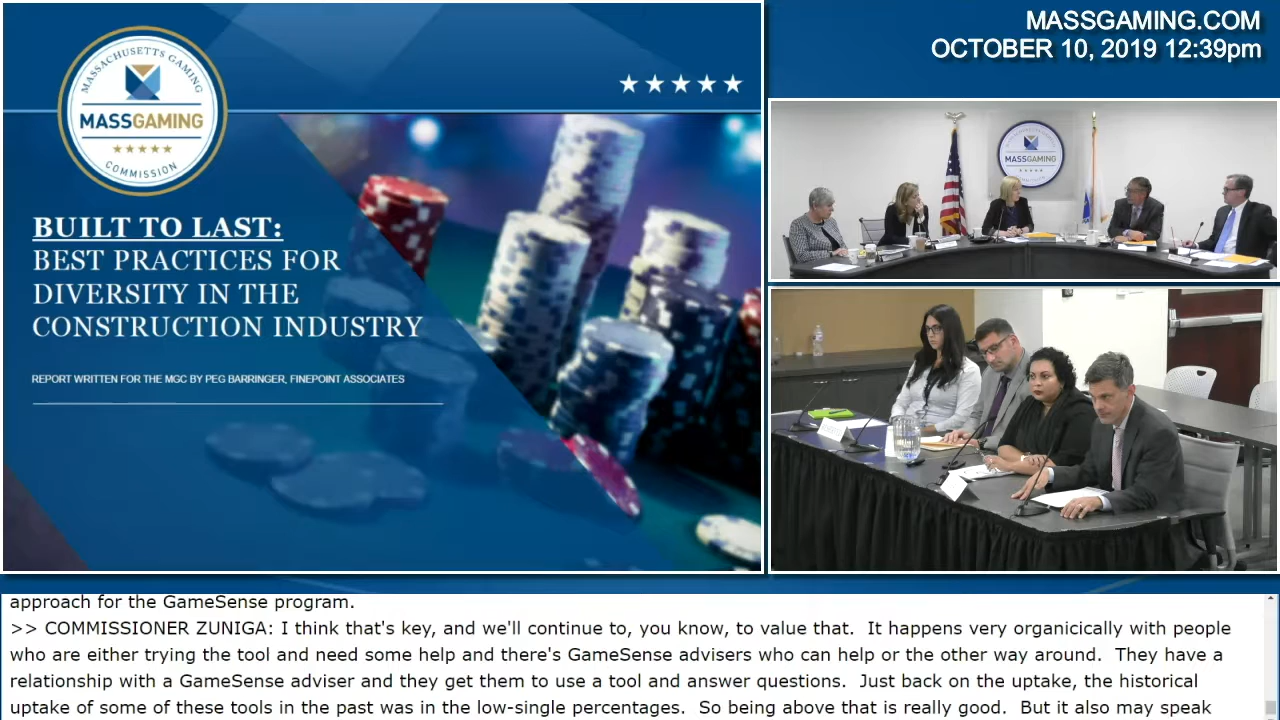 MASSGAMING.COM
OCTOBER 10, 2019 12:39pm
MASSACHUSETTS GAMING
MASSGAMING
COMMISSION
BUILT TO LAST:
BEST PRACTICES FOR
DIVERSITY IN THE
CONSTRUCTION INDUSTRY
REPORT WRITTEN FOR THE MGC BY PEG BARRINGER, FINEPOINT ASSOCIATES
MASSGAMING
approach for the GameSense program.
>> COMMISSIONER ZUNIGA: I think that's key, and we'll continue to, you know, to value that.  It happens very organicically with people
who are either trying the tool and need some help and there's GameSense advisers who can help or the other way around.  They have a
relationship with a GameSense adviser and they get them to use a tool and answer questions.  Just back on the uptake, the historical
uptake of some of these tools in the past was in the low-single percentages.  So being above that is really good.  But it also may speak